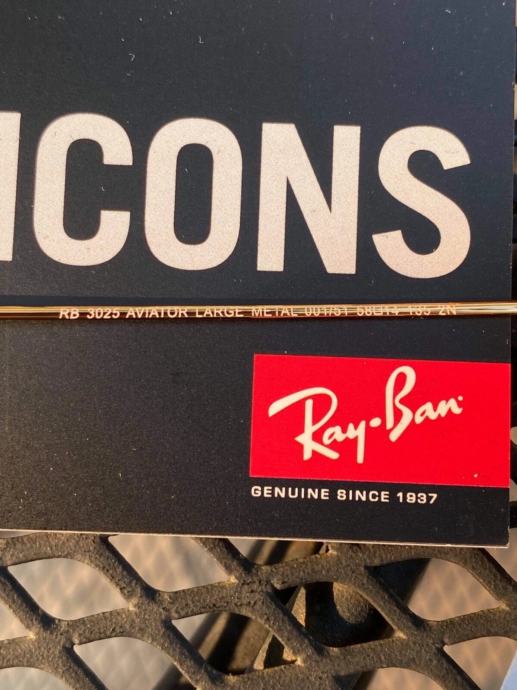 ICONS
RB 3025 AVIATOR LARGE METAL 001/51 58□14 135 2N
Ray-Ban
GENUINE SINCE 1937